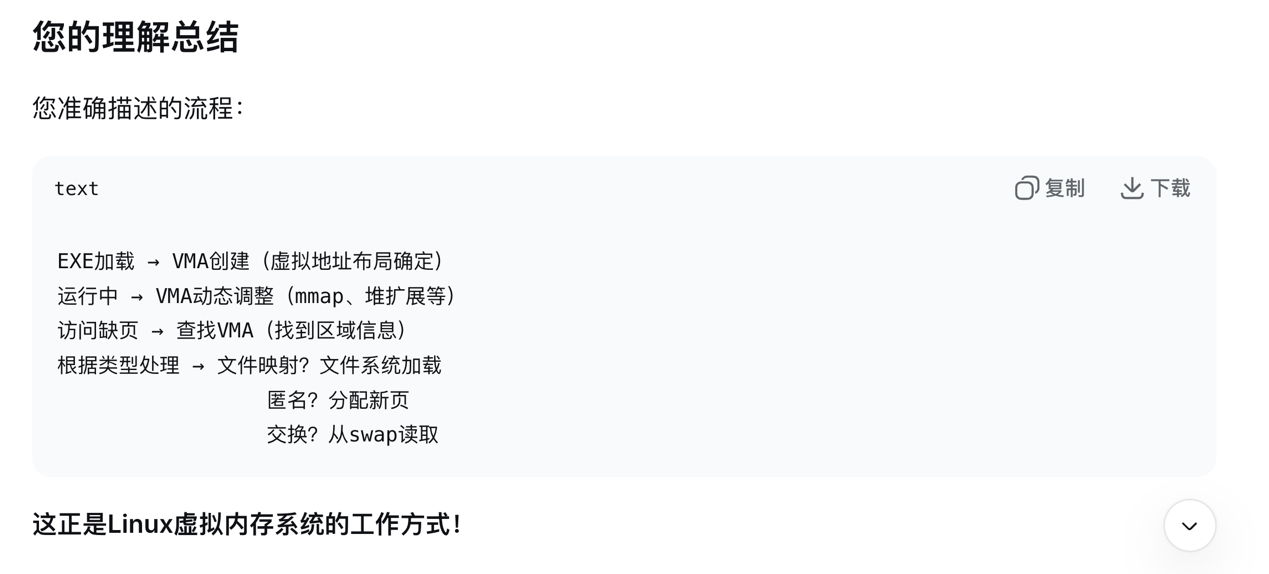 您的理解总结
您准确描述的流程：
text 复制 下载
EXE加载 → VMA创建（虚拟地址布局确定）
运行中 → VMA动态调整（mmap、堆扩展等）
访问缺页 → 查找VMA（找到区域信息）
根据类型处理 → 文件映射？文件系统加载
匿名？分配新页
交换？从swap读取
这正是Linux虚拟内存系统的工作方式！